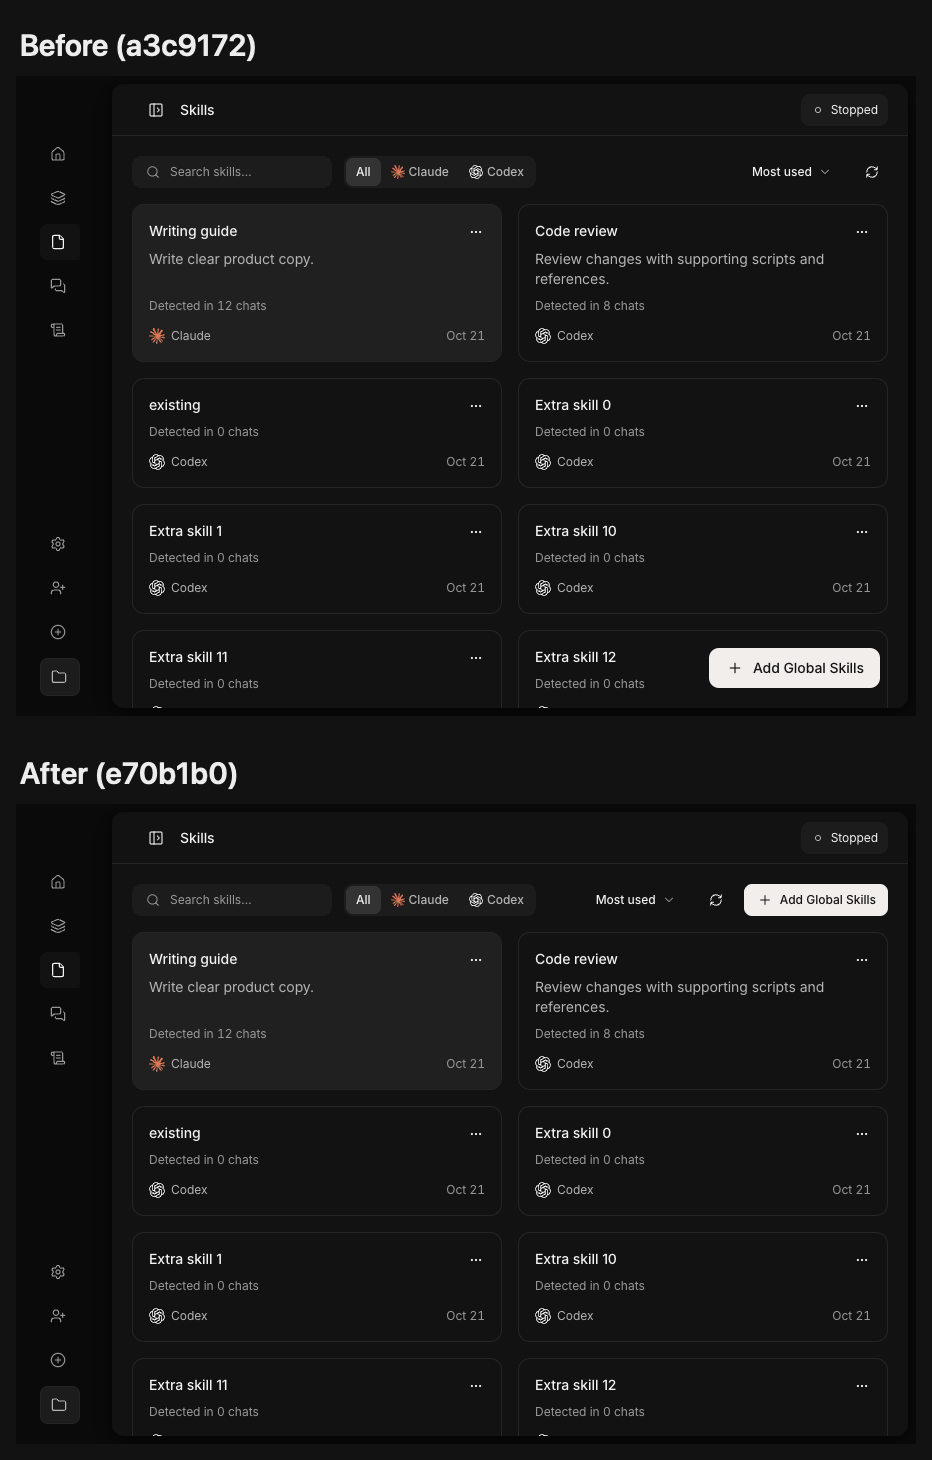 Before (a3c9172)
Skills
Stopped
Search skills...
All Claude Codex
Most used
Writing guide
Write clear product copy.
Detected in 12 chats
Claude Oct 21
Code review
Review changes with supporting scripts and
references.
Detected in 8 chats
Codex Oct 21
existing
Detected in 0 chats
Codex Oct 21
Extra skill 0
Detected in 0 chats
Codex Oct 21
Extra skill 1
Detected in 0 chats
Codex Oct 21
Extra skill 10
Detected in 0 chats
Codex Oct 21
Extra skill 11
Detected in 0 chats
Extra skill 12
Detected in 0 chats
Add Global Skills
After (e70b1b0)
Skills
Stopped
Search skills...
All Claude Codex
Most used
Add Global Skills
Writing guide
Write clear product copy.
Detected in 12 chats
Claude Oct 21
Code review
Review changes with supporting scripts and
references.
Detected in 8 chats
Codex Oct 21
existing
Detected in 0 chats
Codex Oct 21
Extra skill 0
Detected in 0 chats
Codex Oct 21
Extra skill 1
Detected in 0 chats
Codex Oct 21
Extra skill 10
Detected in 0 chats
Codex Oct 21
Extra skill 11
Detected in 0 chats
Extra skill 12
Detected in 0 chats